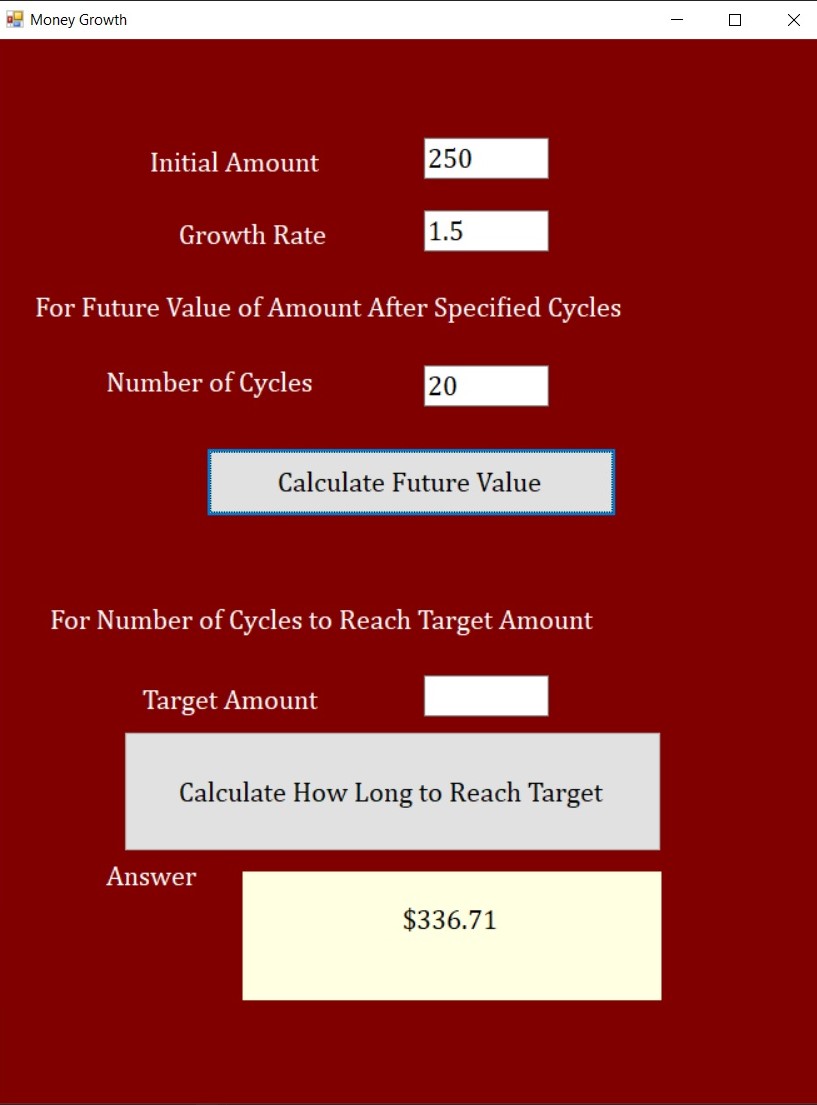 Money Growth
Initial Amount 250
Growth Rate 1.5
For Future Value of Amount After Specified Cycles
Number of Cycles 20
Calculate Future Value
For Number of Cycles to Reach Target Amount
Target Amount
Calculate How Long to Reach Target
Answer
$336.71